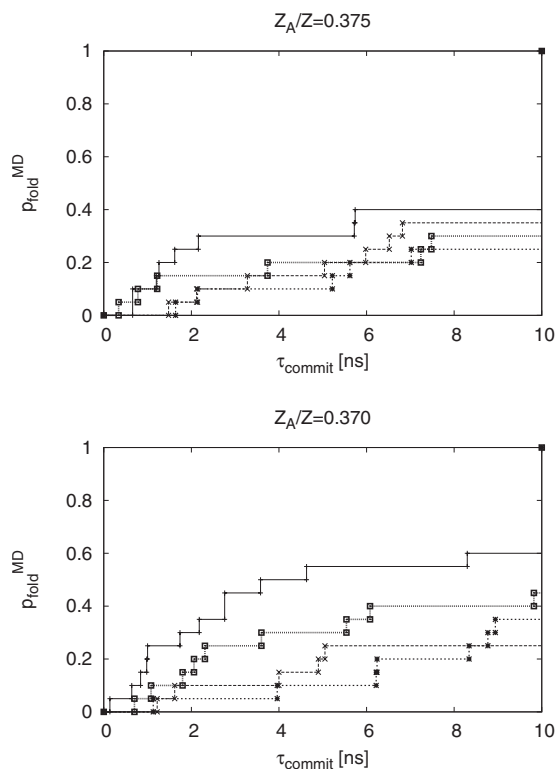 Z_A/Z=0.375
1
0.8
0.6
0.4
0.2
0
p_fold^MD
0 2 4 6 8 10
τ_commit [ns]
Z_A/Z=0.370
1
0.8
0.6
0.4
0.2
0
p_fold^MD
0 2 4 6 8 10
τ_commit [ns]